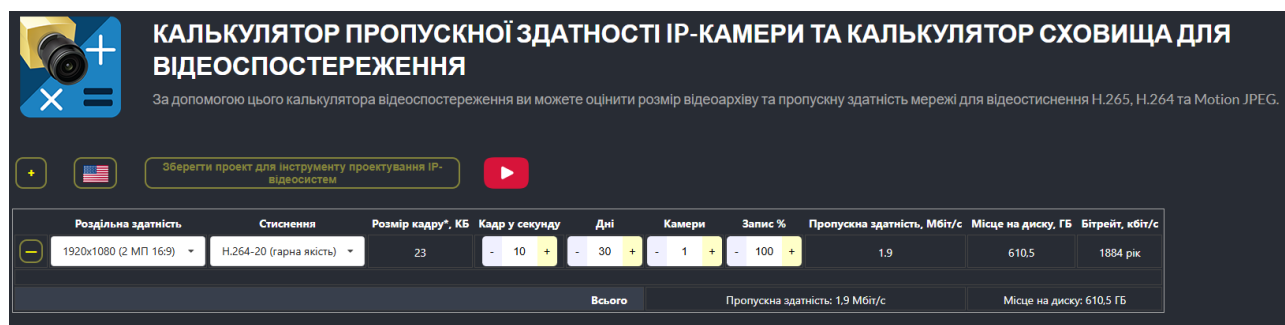 КАЛЬКУЛЯТОР ПРОПУСКНОЇ ЗДАТНОСТІ IP-КАМЕРИ ТА КАЛЬКУЛЯТОР СХОВИЩА ДЛЯ
ВІДЕОСПОСТЕРЕЖЕННЯ
За допомогою цього калькулятора відеоспостереження ви можете оцінити розмір відеоархіву та пропускну здатність мережі для відеостиснення H.265, H.264 та Motion JPEG.
+
Зберегти проект для інструменту проектування IP-
відеосистем
Роздільна здатність Стиснення Розмір кадру*, КБ Кадр у секунду Дні Камери Запис % Пропускна здатність, Мбіт/с Місце на диску, ГБ Бітрейт, кбіт/с
− 1920x1080 (2 МП 16:9) H.264-20 (гарна якість) 23 - 10 + - 30 + - 1 + - 100 + 1.9 610,5 1884 рік
Всього Пропускна здатність: 1,9 Мбіт/с Місце на диску: 610,5 ГБ